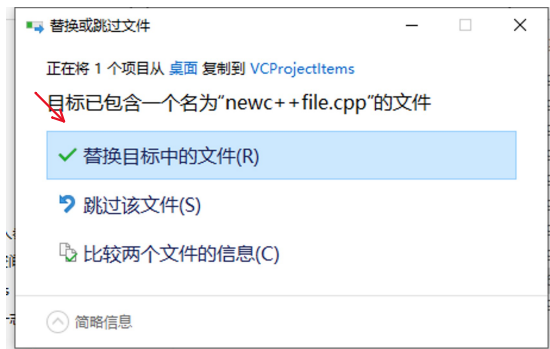 替换或跳过文件
正在将 1 个项目从 桌面 复制到 VCProjectItems
目标已包含一个名为“newc++file.cpp”的文件
替换目标中的文件(R)
跳过该文件(S)
比较两个文件的信息(C)
简略信息